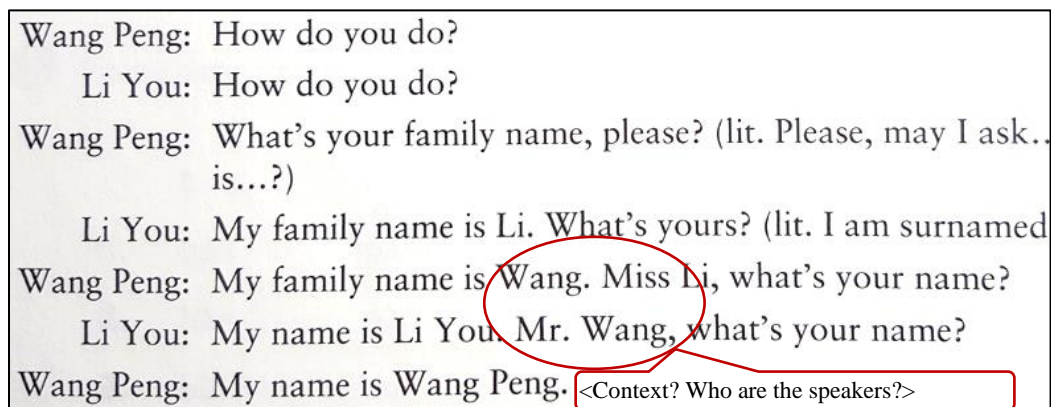 Wang Peng: How do you do?
Li You: How do you do?
Wang Peng: What's your family name, please? (lit. Please, may I ask..
is...?)
Li You: My family name is Li. What's yours? (lit. I am surnamed
Wang Peng: My family name is Wang. Miss Li, what's your name?
Li You: My name is Li You. Mr. Wang, what's your name?
Wang Peng: My name is Wang Peng.
<Context? Who are the speakers?>